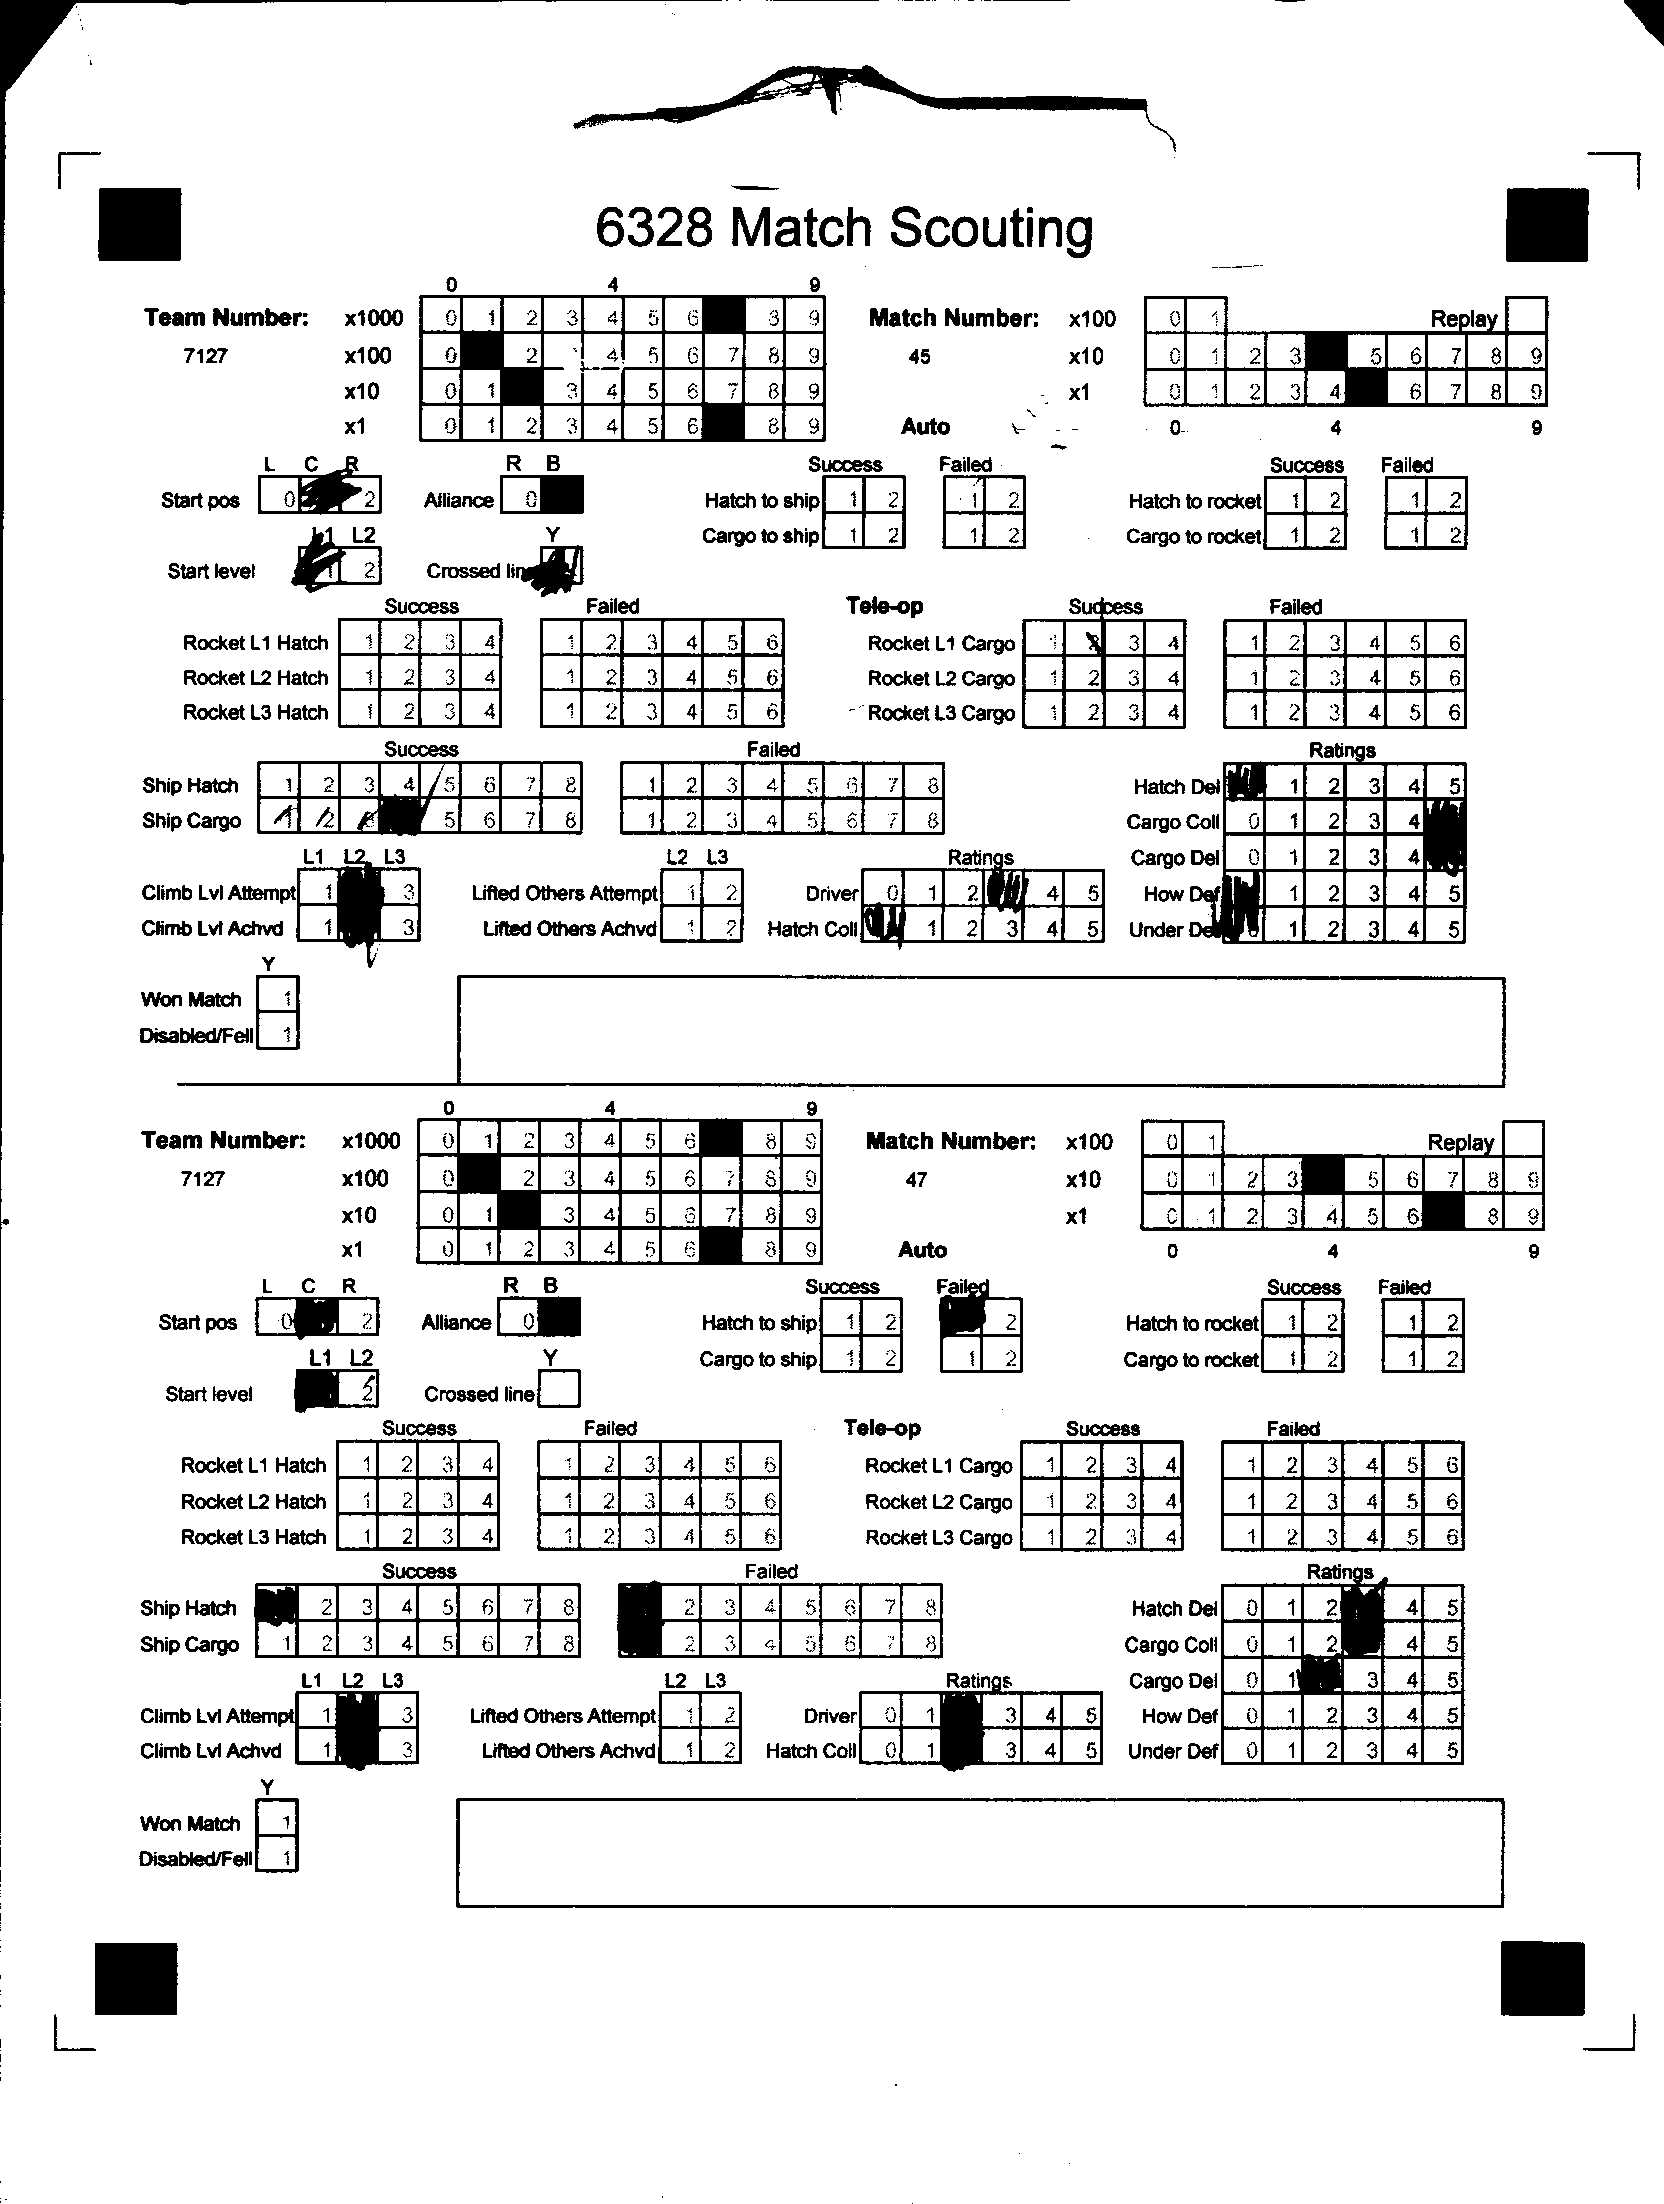 6328 Match Scouting
0 4 9
Team Number: x1000 0 1 2 3 4 5 6 3 9 Match Number: x100 0 1 Replay
7127 x100 0 2 4 5 6 7 8 9 45 x10 0 1 2 3 5 6 7 8 9
x10 0 1 3 4 5 6 7 8 9 x1 0 1 2 3 4 6 7 8 9
x1 0 1 2 3 4 5 6 8 9 Auto 0 4 9
L C R R B Success Failed Success Failed
Start pos 0 2 Alliance 0 Hatch to ship 1 2 1 2 Hatch to rocket 1 2 1 2
L1 L2 Y Cargo to ship 1 2 1 2 Cargo to rocket 1 2 1 2
Start level 1 2 Crossed line
Success Failed Tele-op Success Failed
Rocket L1 Hatch 1 2 3 4 1 2 3 4 5 6 Rocket L1 Cargo 1 2 3 4 1 2 3 4 5 6
Rocket L2 Hatch 1 2 3 4 1 2 3 4 5 6 Rocket L2 Cargo 1 2 3 4 1 2 3 4 5 6
Rocket L3 Hatch 1 2 3 4 1 2 3 4 5 6 Rocket L3 Cargo 1 2 3 4 1 2 3 4 5 6
Success Failed Ratings
Ship Hatch 1 2 3 4 5 6 7 8 1 2 3 4 5 6 7 8 Hatch Del 1 2 3 4 5
Ship Cargo 1 2 3 5 6 7 8 1 2 3 4 5 6 7 8 Cargo Coll 0 1 2 3 4
L1 L2 L3 L2 L3 Ratings Cargo Del 0 1 2 3 4
Climb Lvl Attempt 1 3 Lifted Others Attempt 1 2 Driver 0 1 2 4 5 How Def 1 2 3 4 5
Climb Lvl Achvd 1 3 Lifted Others Achvd 1 2 Hatch Coll 1 2 3 4 5 Under Def 1 2 3 4 5
Y
Won Match 1
Disabled/Fell 1
0 4 9
Team Number: x1000 0 1 2 3 4 5 6 8 9 Match Number: x100 0 1 Replay
7127 x100 0 2 3 4 5 6 7 8 9 47 x10 0 1 2 3 5 6 7 8 9
x10 0 1 3 4 5 6 7 8 9 x1 0 1 2 3 4 5 6 8 9
x1 0 1 2 3 4 5 6 8 9 Auto 0 4 9
L C R R B Success Failed Success Failed
Start pos 0 2 Alliance 0 Hatch to ship 1 2 2 Hatch to rocket 1 2 1 2
L1 L2 Y Cargo to ship 1 2 1 2 Cargo to rocket 1 2 1 2
Start level 2 Crossed line
Success Failed Tele-op Success Failed
Rocket L1 Hatch 1 2 3 4 1 2 3 4 5 6 Rocket L1 Cargo 1 2 3 4 1 2 3 4 5 6
Rocket L2 Hatch 1 2 3 4 1 2 3 4 5 6 Rocket L2 Cargo 1 2 3 4 1 2 3 4 5 6
Rocket L3 Hatch 1 2 3 4 1 2 3 4 5 6 Rocket L3 Cargo 1 2 3 4 1 2 3 4 5 6
Success Failed Ratings
Ship Hatch 2 3 4 5 6 7 8 2 3 4 5 6 7 8 Hatch Del 0 1 2 4 5
Ship Cargo 1 2 3 4 5 6 7 8 2 3 4 5 6 7 8 Cargo Coll 0 1 2 4 5
L1 L2 L3 L2 L3 Ratings Cargo Del 0 1 3 4 5
Climb Lvl Attempt 1 3 Lifted Others Attempt 1 2 Driver 0 1 3 4 5 How Def 0 1 2 3 4 5
Climb Lvl Achvd 1 3 Lifted Others Achvd 1 2 Hatch Coll 0 1 3 4 5 Under Def 0 1 2 3 4 5
Y
Won Match 1
Disabled/Fell 1